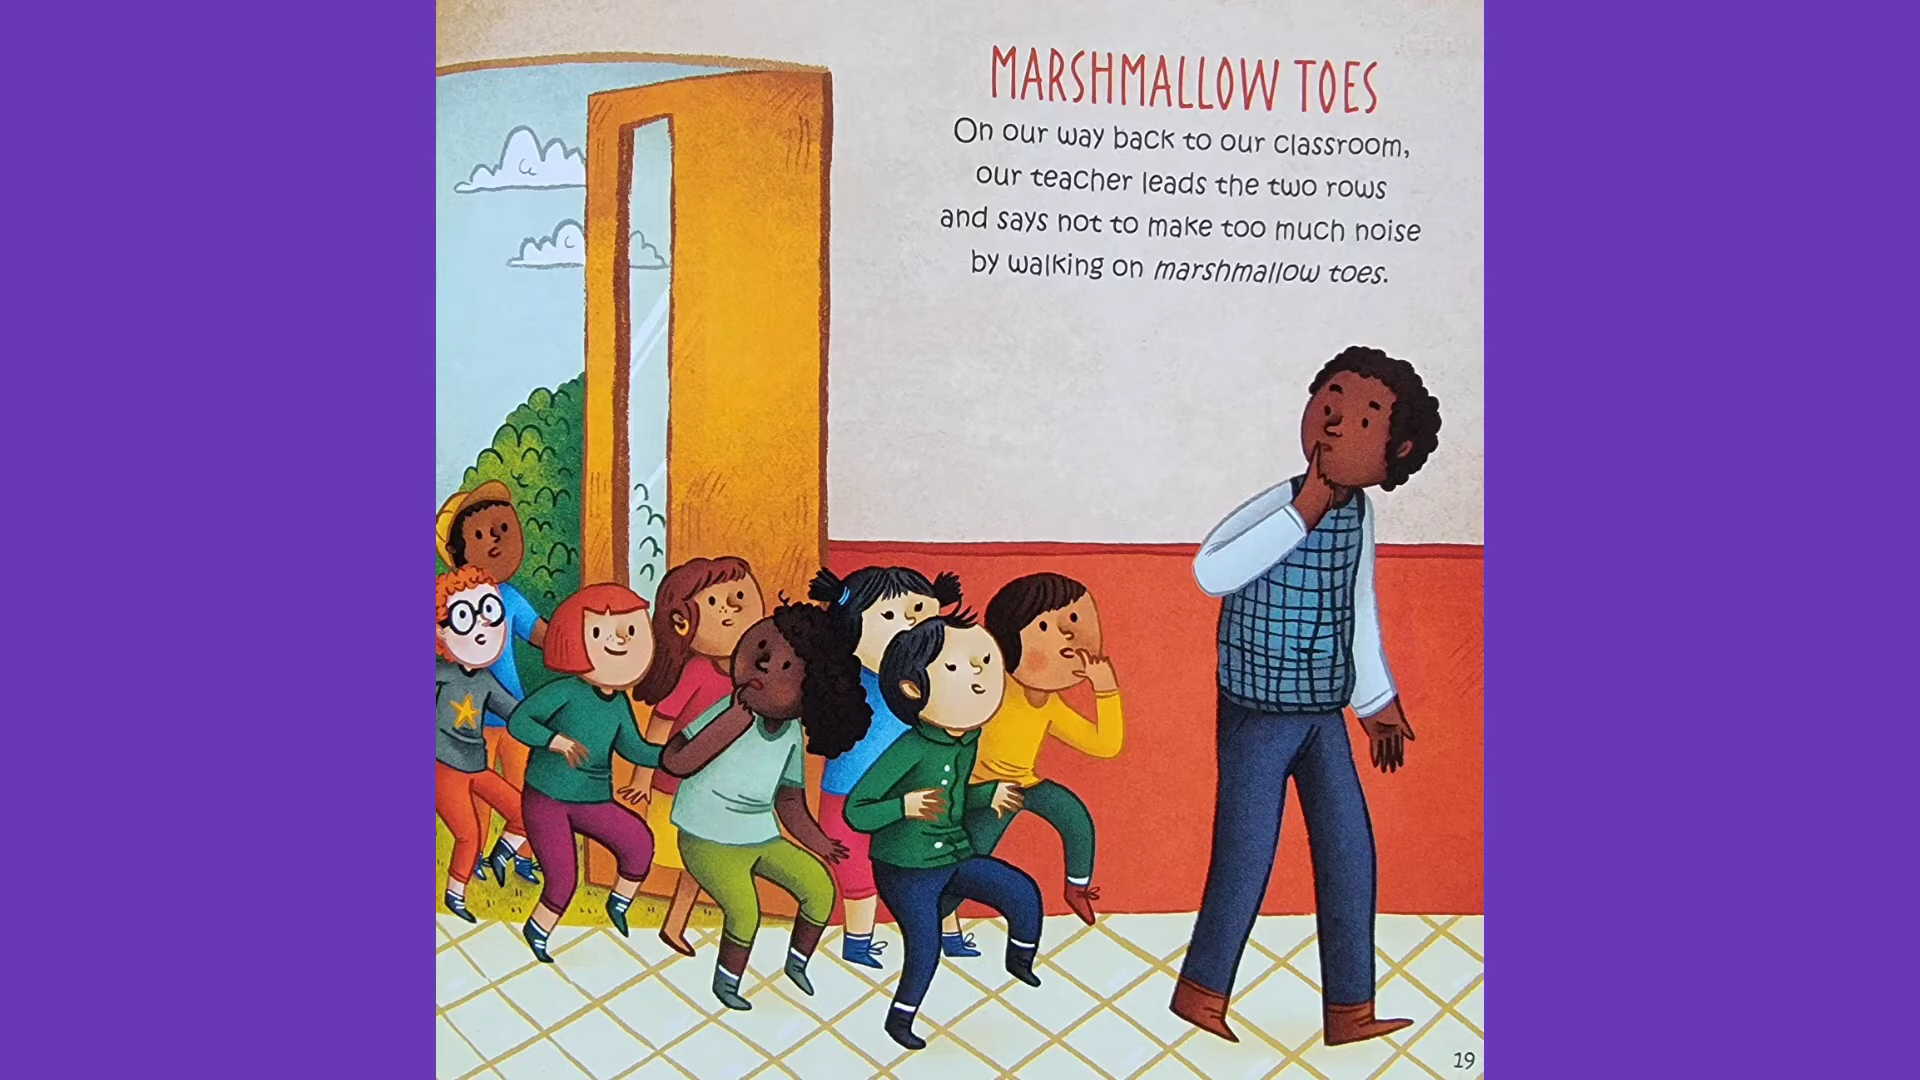 MARSHMALLOW TOES
On our way back to our classroom,
our teacher leads the two rows
and says not to make too much noise
by walking on marshmallow toes.
19